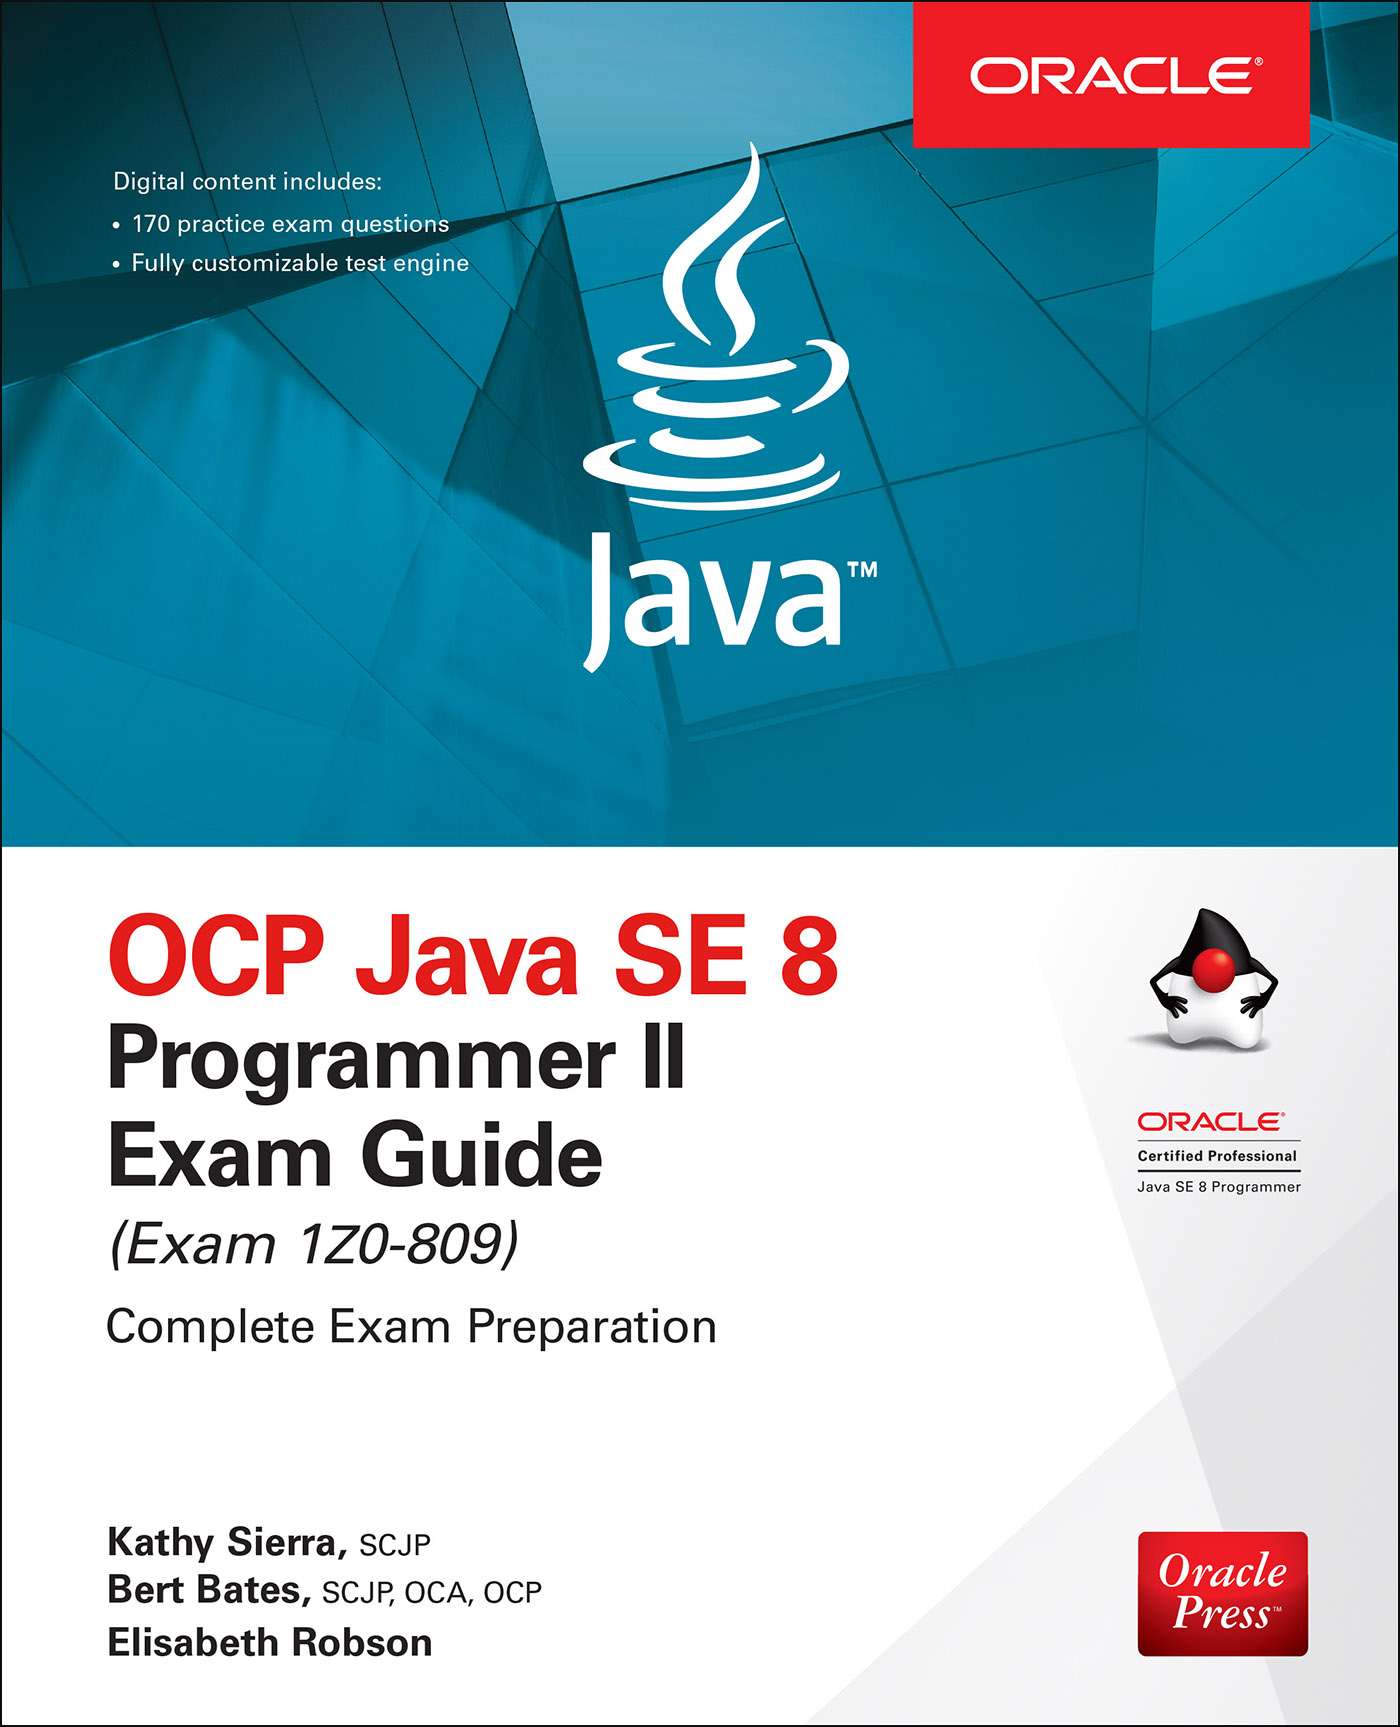 ORACLE®
Digital content includes:
• 170 practice exam questions
• Fully customizable test engine
Java™
OCP Java SE 8
Programmer II
Exam Guide
(Exam 1Z0-809)
Complete Exam Preparation
ORACLE®
Certified Professional
Java SE 8 Programmer
Kathy Sierra, SCJP
Bert Bates, SCJP, OCA, OCP
Elisabeth Robson
Oracle
Press™